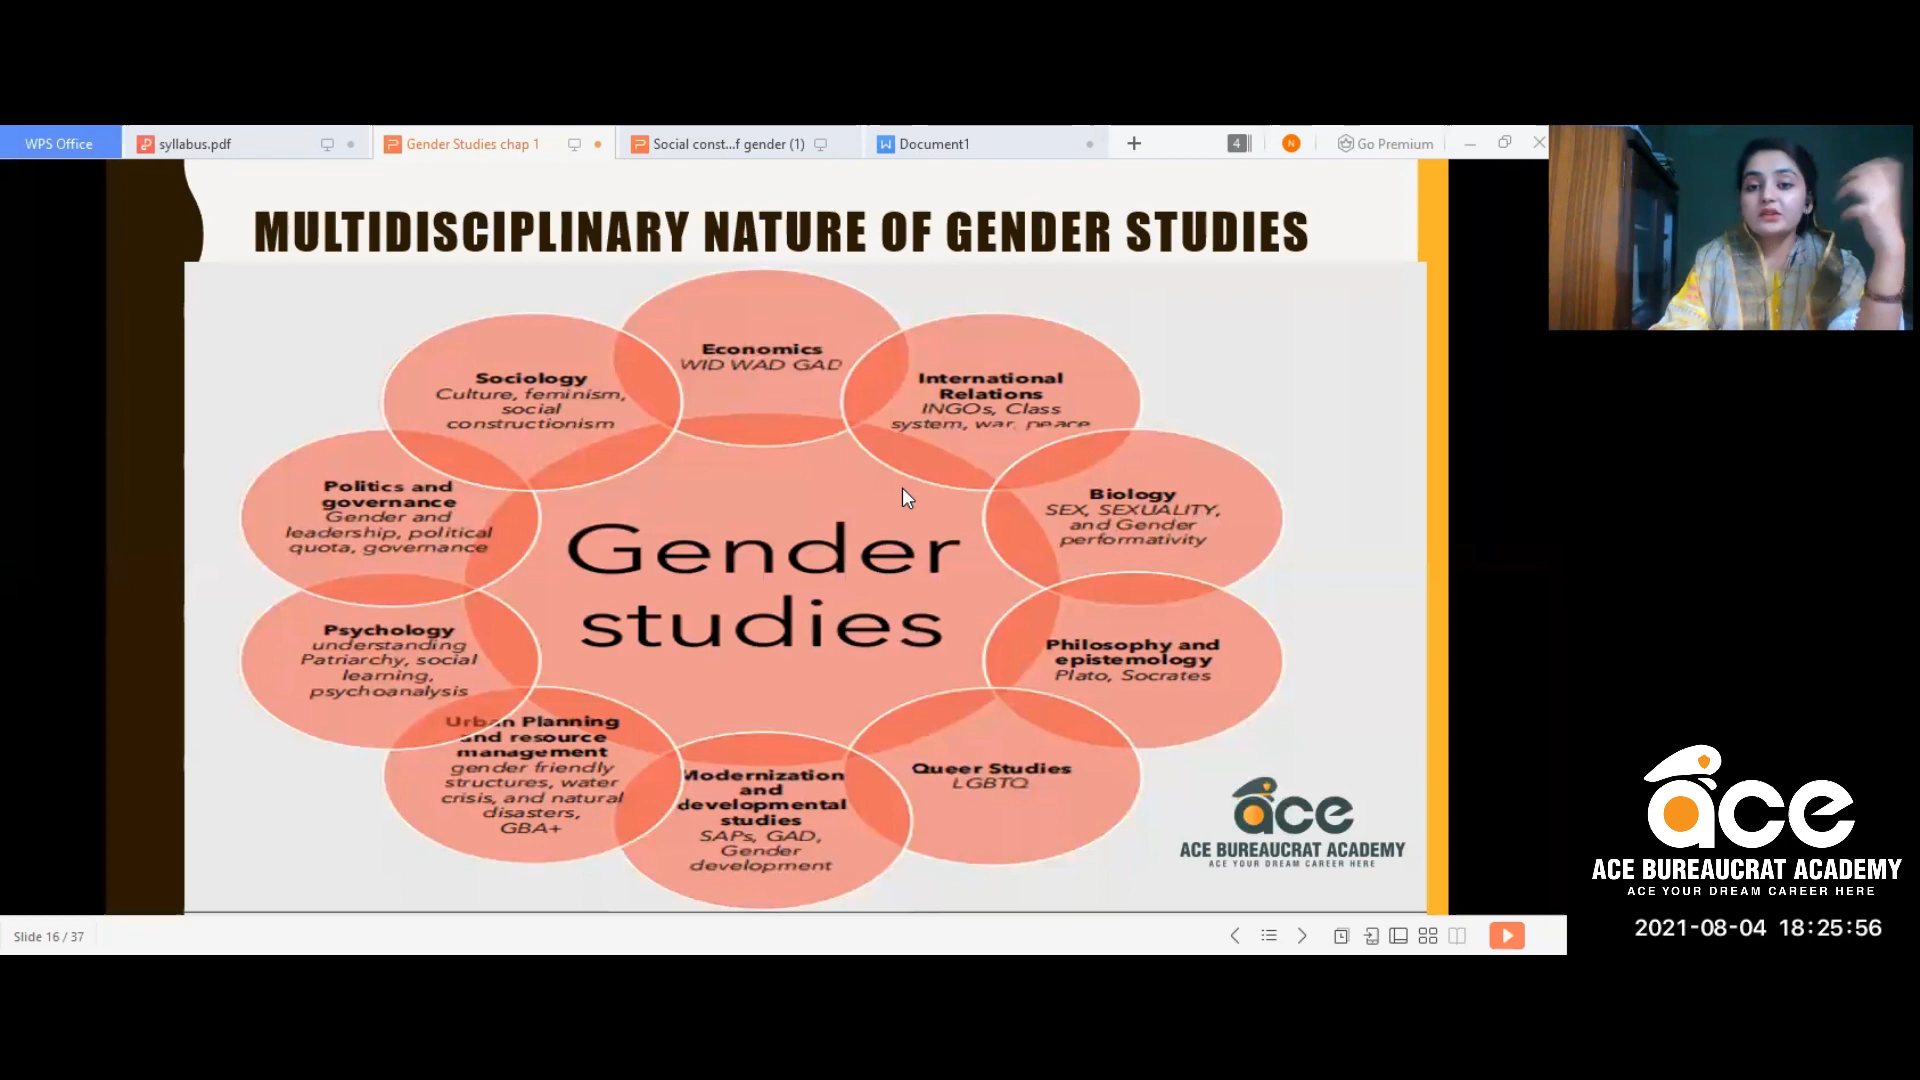 WPS Office
syllabus.pdf
Gender Studies chap 1
Social const...f gender (1)
Document1
4
N
Go Premium
MULTIDISCIPLINARY NATURE OF GENDER STUDIES
Economics
WID WAD GAD
Sociology
Culture, feminism,
social
constructionism
International
Relations
INGOs, Class
system, war, peace
Politics and
governance
Gender and
leadership, political
quota, governance
Biology
SEX, SEXUALITY,
and Gender
performativity
Gender
studies
Psychology
understanding
Patriarchy, social
learning,
psychoanalysis
Philosophy and
epistemology
Plato, Socrates
Urban Planning
and resource
management
gender friendly
structures, water
crisis, and natural
disasters,
GBA+
Modernization
and
developmental
studies
SAPs, GAD,
Gender
development
Queer Studies
LGBTQ
ace
ACE BUREAUCRAT ACADEMY
ACE YOUR DREAM CAREER HERE
ace
ACE BUREAUCRAT ACADEMY
ACE YOUR DREAM CAREER HERE
2021-08-04 18:25:56
Slide 16 / 37